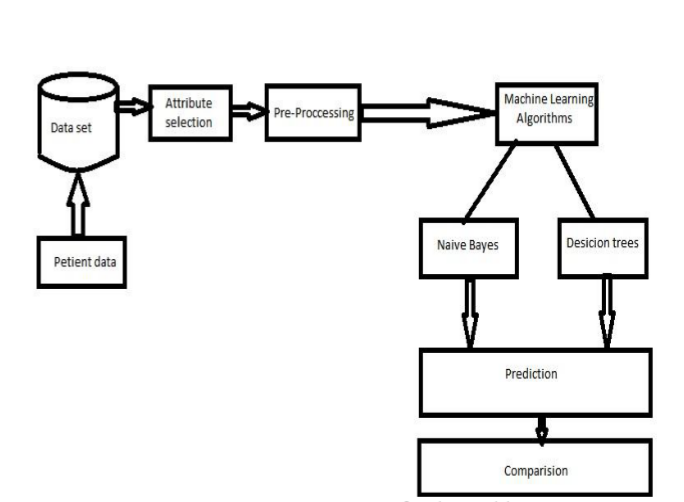 Data set
Attribute
selection
Pre-Proccessing
Machine Learning
Algorithms
Petient data
Naive Bayes
Desicion trees
Prediction
Comparision